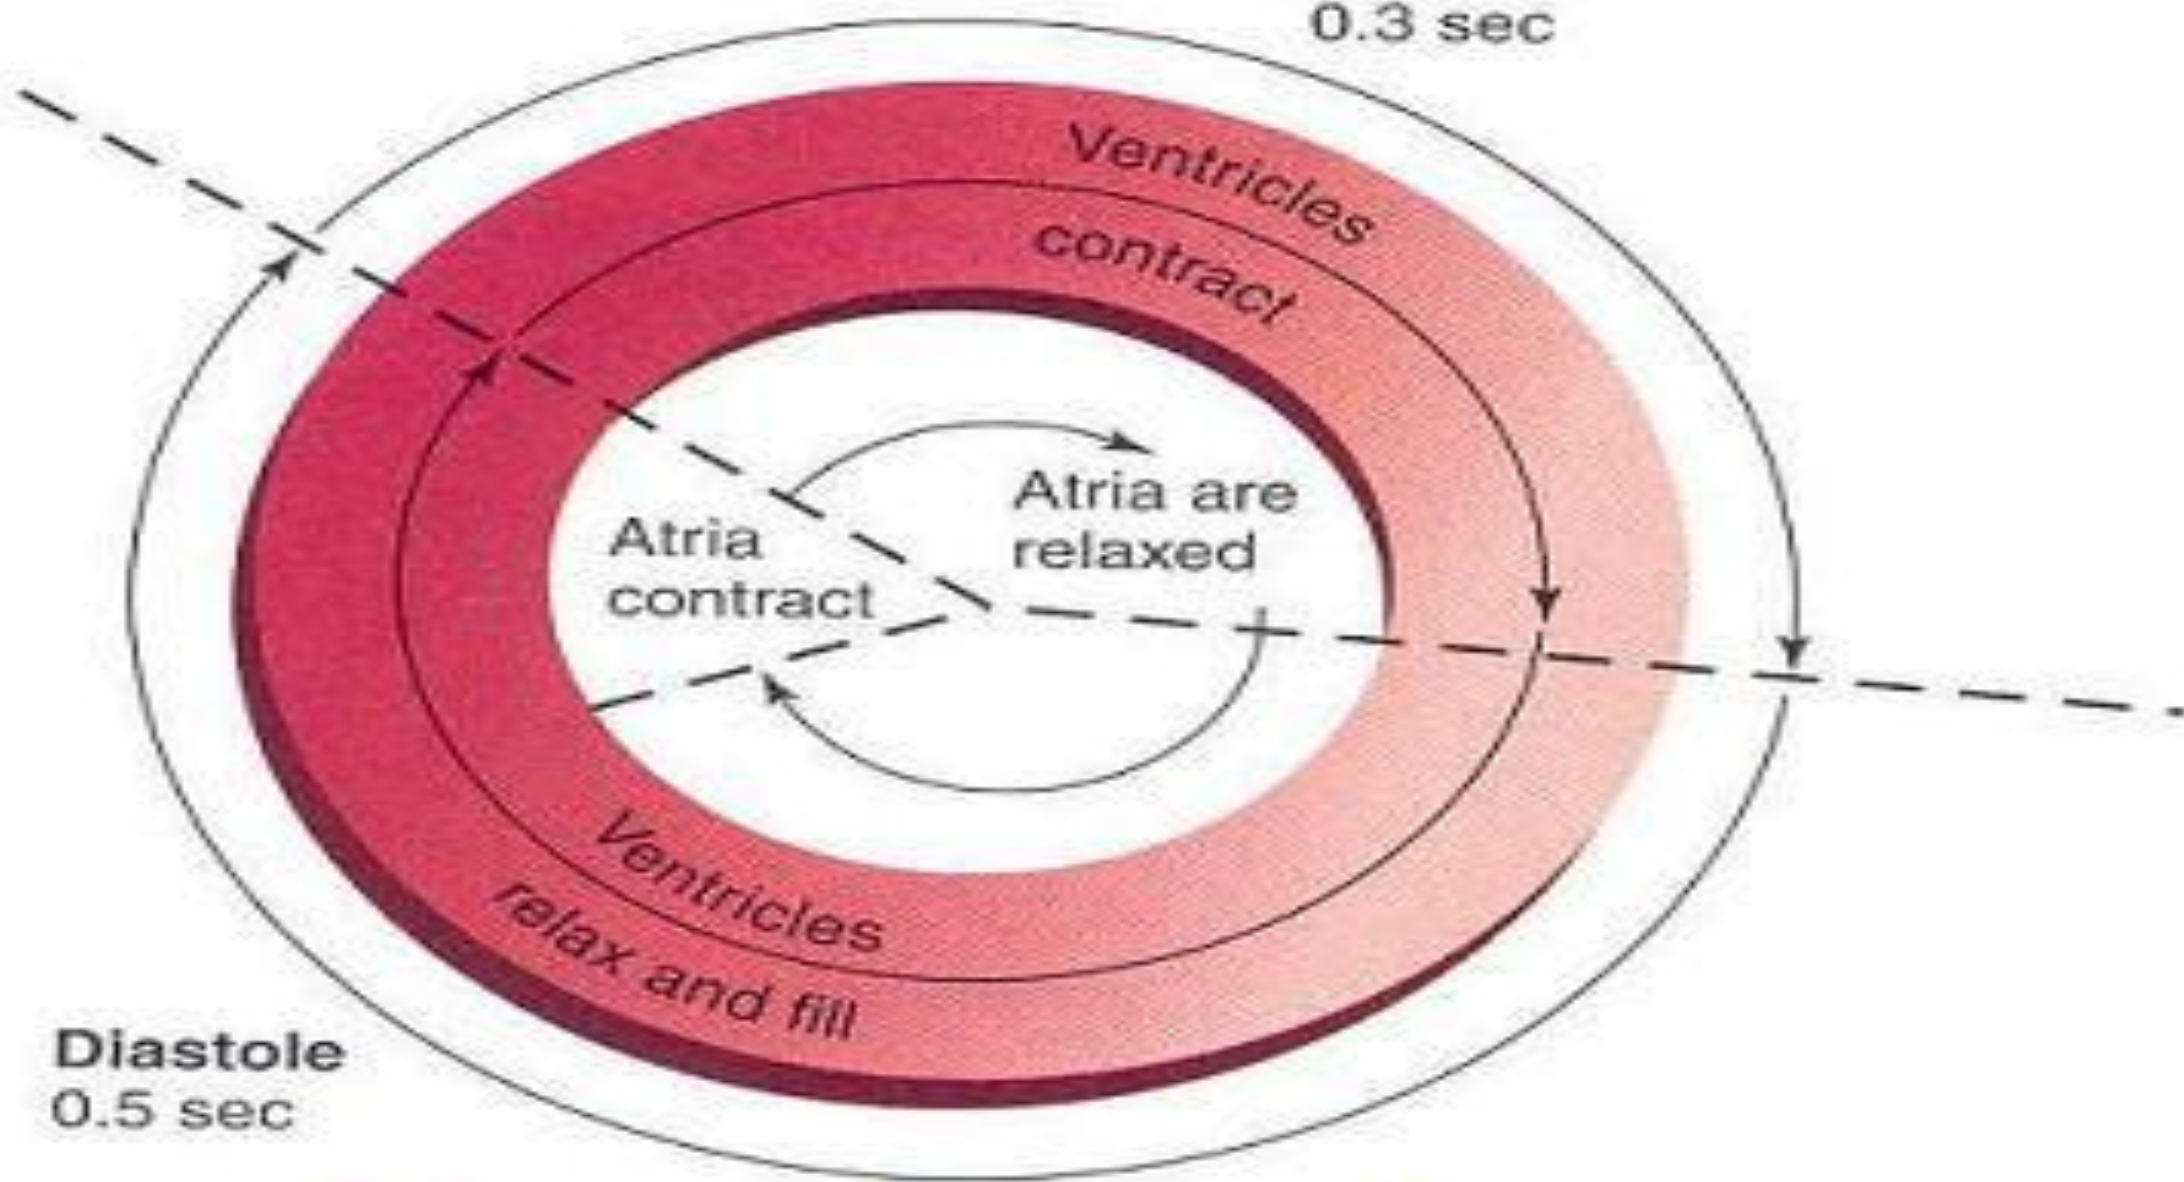 0.3 sec
Ventricles
contract
Atria are
relaxed
Atria
contract
Ventricles
relax and fill
Diastole
0.5 sec